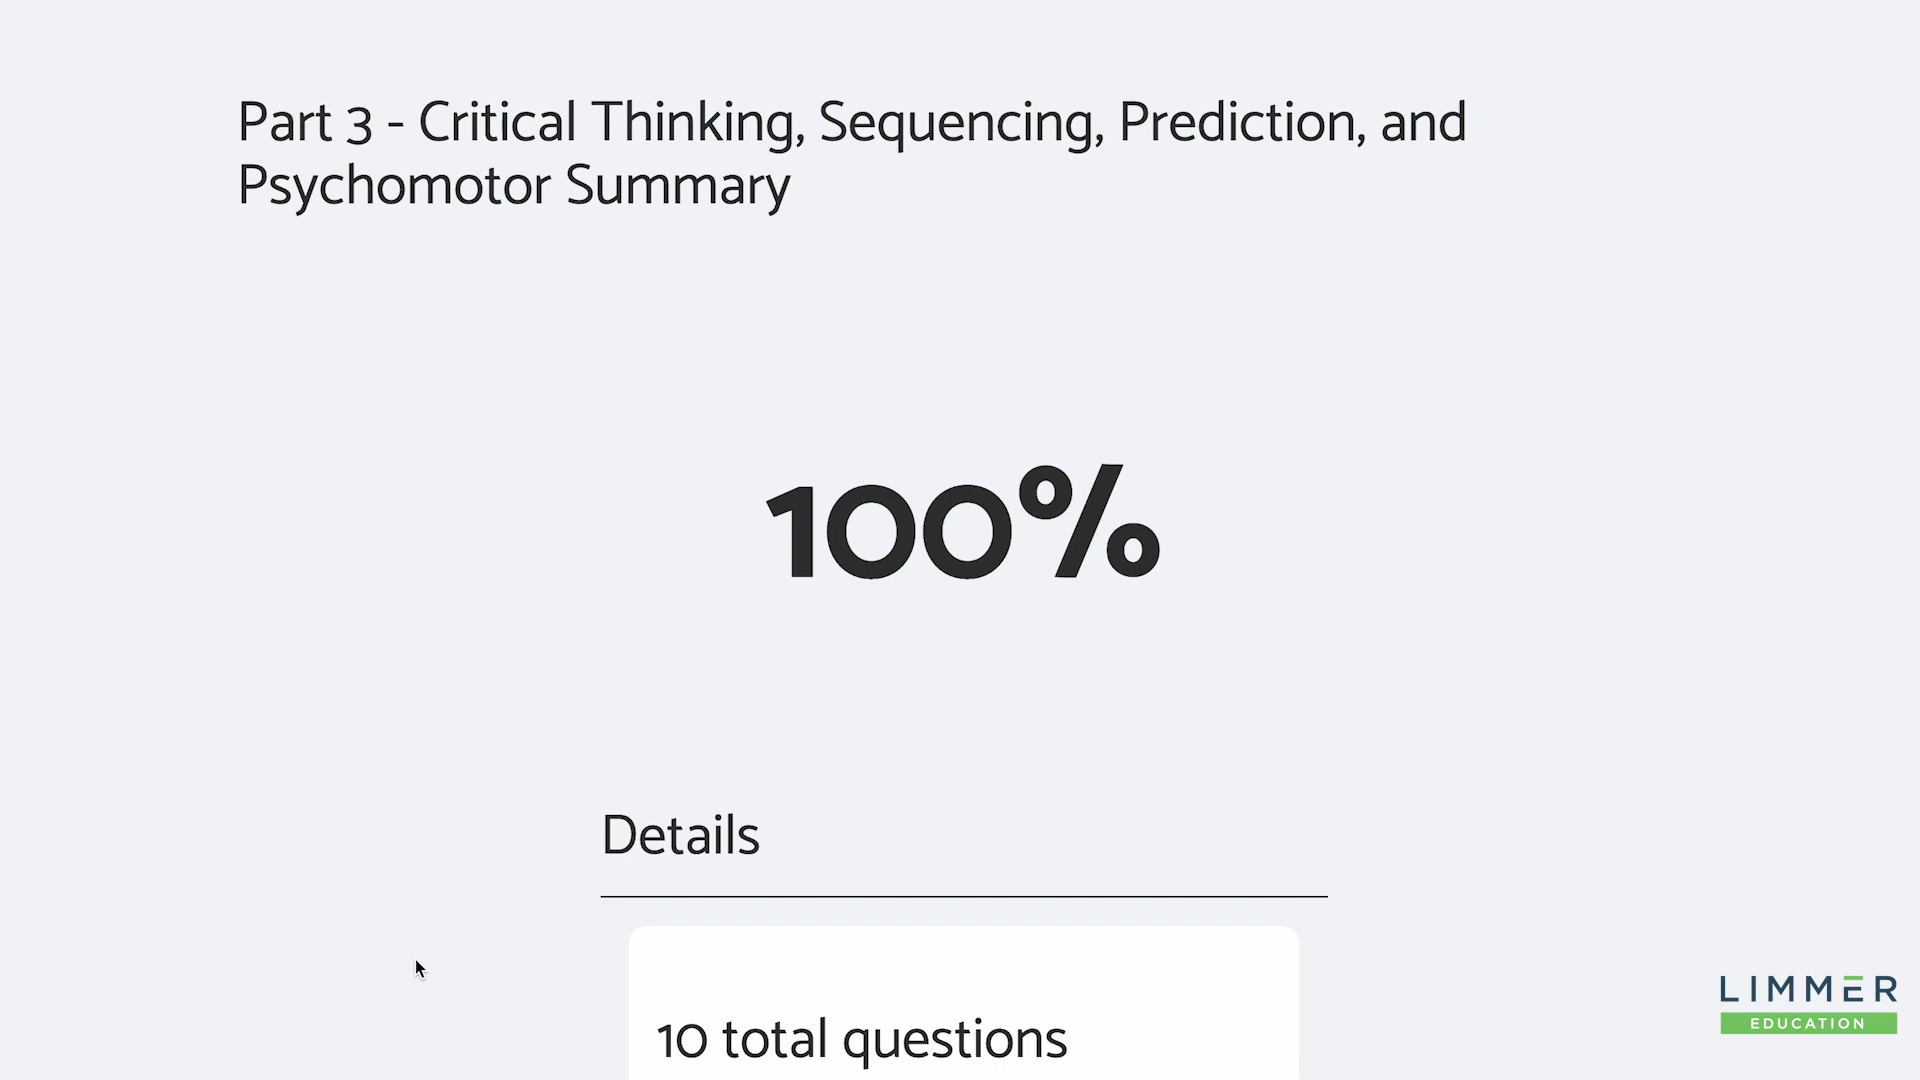 Part 3 - Critical Thinking, Sequencing, Prediction, and
Psychomotor Summary
100%
Details
10 total questions
LIMMER
EDUCATION